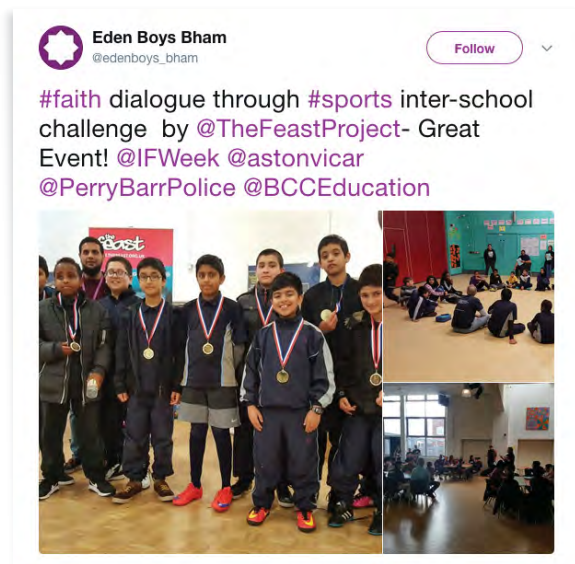 Eden Boys Bham
@edenboys_bham
Follow
#faith dialogue through #sports inter-school
challenge by @TheFeastProject- Great
Event! @IFWeek @astonvicar
@PerryBarrPolice @BCCEducation
the
feast